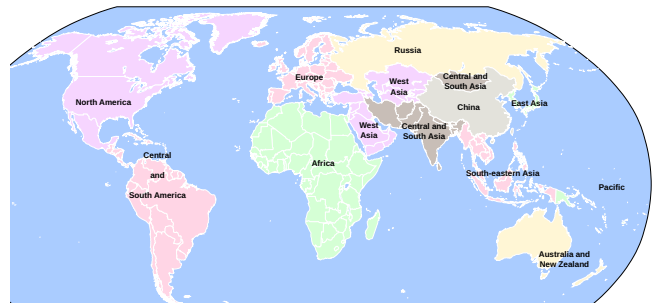 Russia
Central and
South Asia
Europe
West
Asia
North America
China
East Asia
West
Asia
Central and
South Asia
Central
and
South America
Africa
South-eastern Asia
Pacific
Australia and
New Zealand